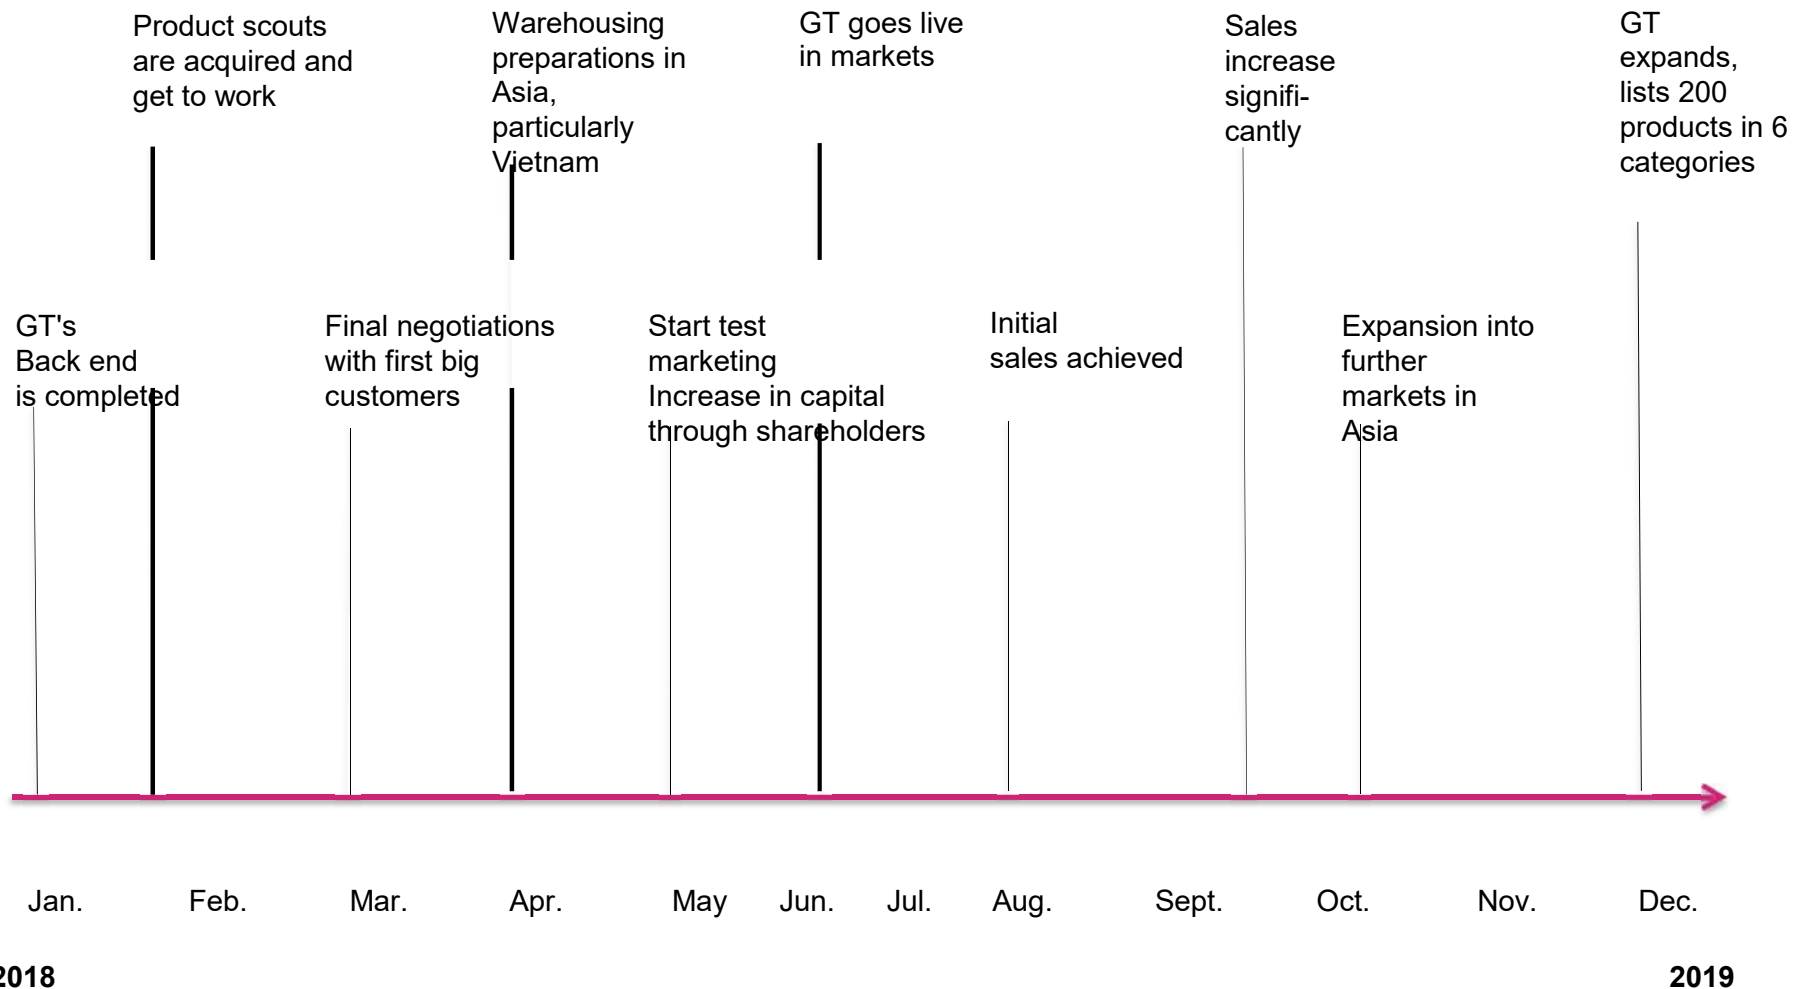 Product scouts
are acquired and
get to work
Warehousing
preparations in
Asia,
particularly
Vietnam
GT goes live
in markets
Sales
increase
signifi-
cantly
GT
expands,
lists 200
products in 6
categories
GT's
Back end
is completed
Final negotiations
with first big
customers
Start test
marketing
Increase in capital
through shareholders
Initial
sales achieved
Expansion into
further
markets in
Asia
Jan. Feb. Mar. Apr. May Jun. Jul. Aug. Sept. Oct. Nov. Dec.
2018 2019